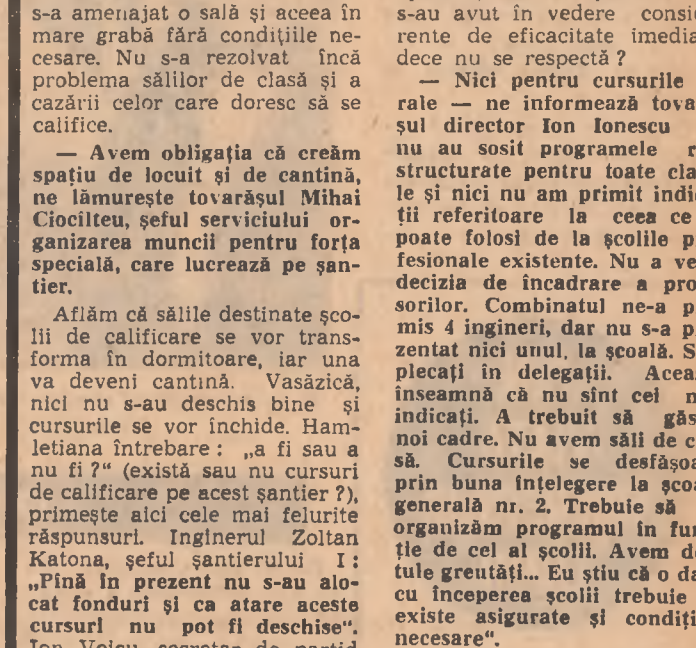 s-a amenajat o sală și aceea în
mare grabă fără condițiile ne-
cesare. Nu s-a rezolvat încă
problema sălilor de clasă și a
cazării celor care doresc să se
califice.
— Avem obligația că creăm
spațiu de locuit și de cantină,
ne lămurește tovarășul Mihai
Ciocîlteu, șeful serviciului or-
ganizarea muncii pentru forța
specială, care lucrează pe șan-
tier.
Aflăm că sălile destinate șco-
lii de calificare se vor trans-
forma în dormitoare, iar una
va deveni cantină. Vasăzică,
nici nu s-au deschis bine și
cursurile se vor închide. Ham-
letiana întrebare : „a fi sau a
nu fi ?“ (există sau nu cursuri
de calificare pe acest șantier ?),
primește aici cele mai felurite
răspunsuri. Inginerul Zoltan
Katona, șeful șantierului I :
„Pînă în prezent nu s-au alo-
cat fonduri și ca atare aceste
cursuri nu pot fi deschise“.
s-au avut în vedere consid
rente de eficacitate imedia
dece nu se respectă ?
— Nici pentru cursurile
rale — ne informează tova
șul director Ion Ionescu
nu au sosit programele r
structurate pentru toate cla
le și nici nu am primit indic
ții referitoare la ceea ce
poate folosi de la școlile p
fesionale existente. Nu a ve
decizia de încadrare a pro
sorilor. Combinatul ne-a p
mis 4 ingineri, dar nu s-a p
zentat nici unul, la școală. S
plecați în delegații. Acea
înseamnă că nu sînt cei n
indicați. A trebuit să găs
noi cadre. Nu avem săli de c
să. Cursurile se desfășoa
prin buna înțelegere la școa
generală nr. 2. Trebuie să
organizăm programul în fun
ție de cel al școlii. Avem de
tule greutăți... Eu știu că o da
cu începerea școlii trebuie
existe asigurate și condiți
necesare“.